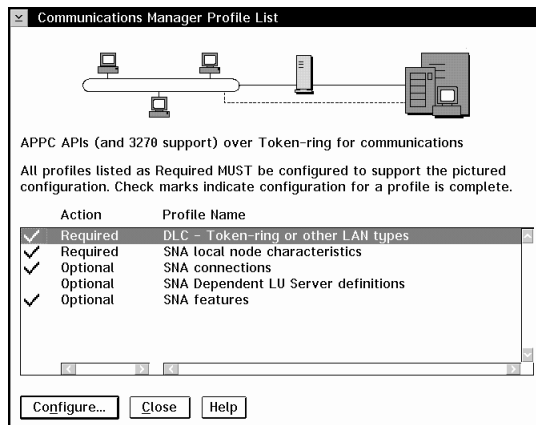 Communications Manager Profile List
APPC APIs (and 3270 support) over Token-ring for communications
All profiles listed as Required MUST be configured to support the pictured
configuration. Check marks indicate configuration for a profile is complete.
Action Profile Name
Required DLC - Token-ring or other LAN types
Required SNA local node characteristics
Optional SNA connections
Optional SNA Dependent LU Server definitions
Optional SNA features
Configure... Close Help